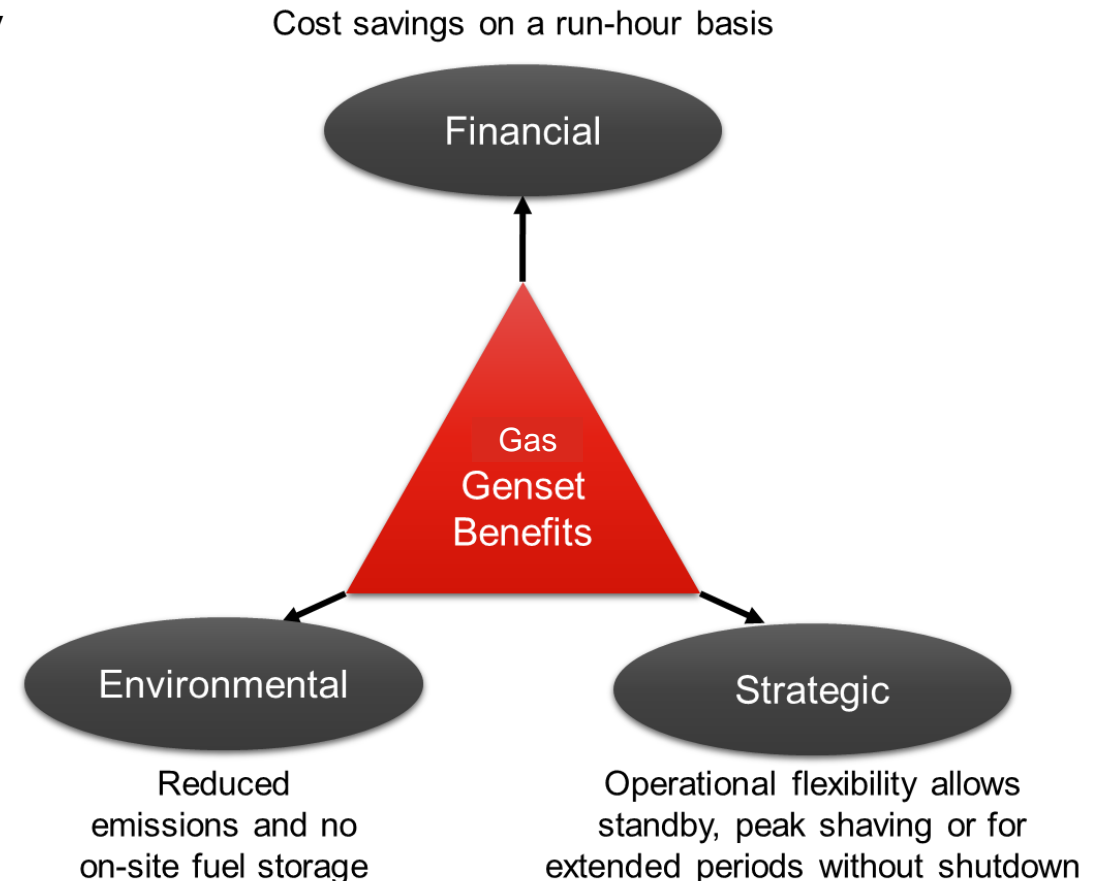 Cost savings on a run-hour basis
Financial
Gas
Genset
Benefits
Environmental
Strategic
Reduced
emissions and no
on-site fuel storage
Operational flexibility allows
standby, peak shaving or for
extended periods without shutdown